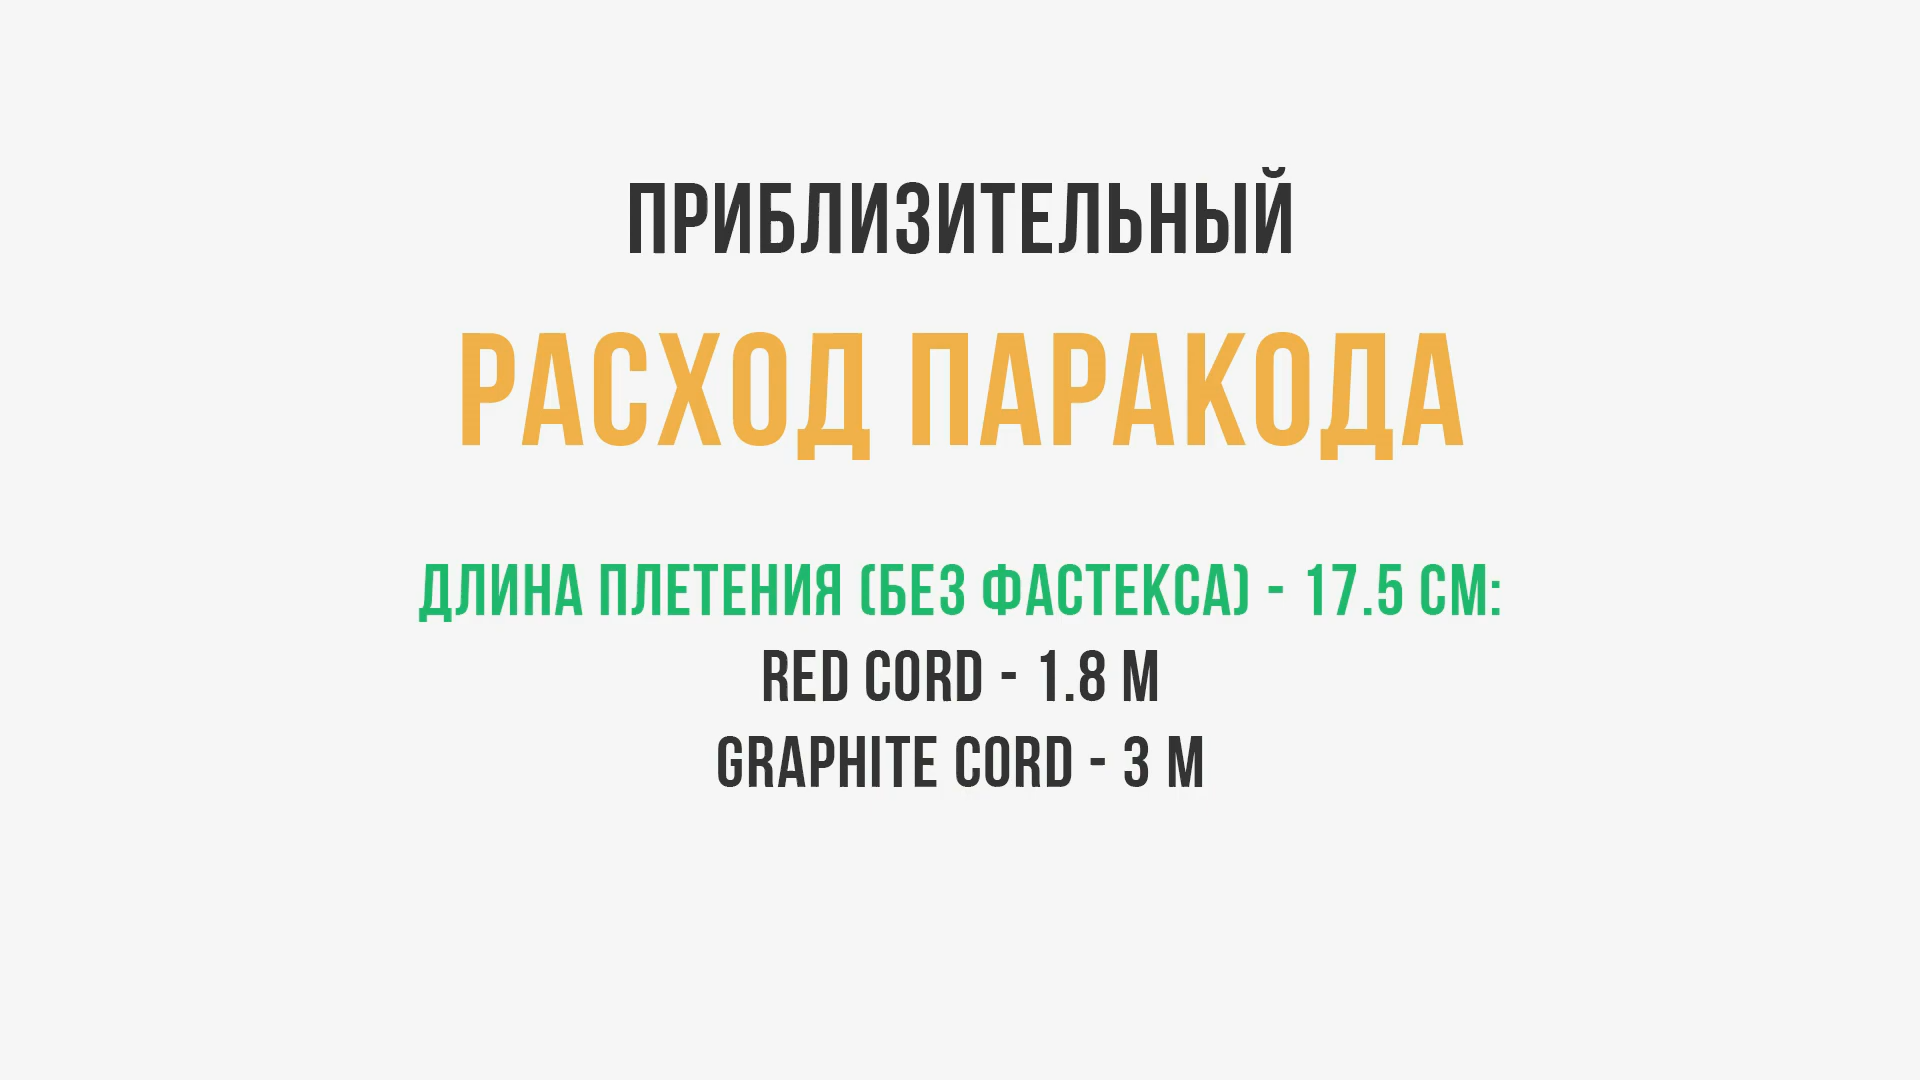 ПРИБЛИЗИТЕЛЬНЫЙ
РАСХОД ПАРАКОДА
ДЛИНА ПЛЕТЕНИЯ (БЕЗ ФАСТЕКСА) - 17.5 СМ:
RED CORD - 1.8 М
GRAPHITE CORD - 3 М